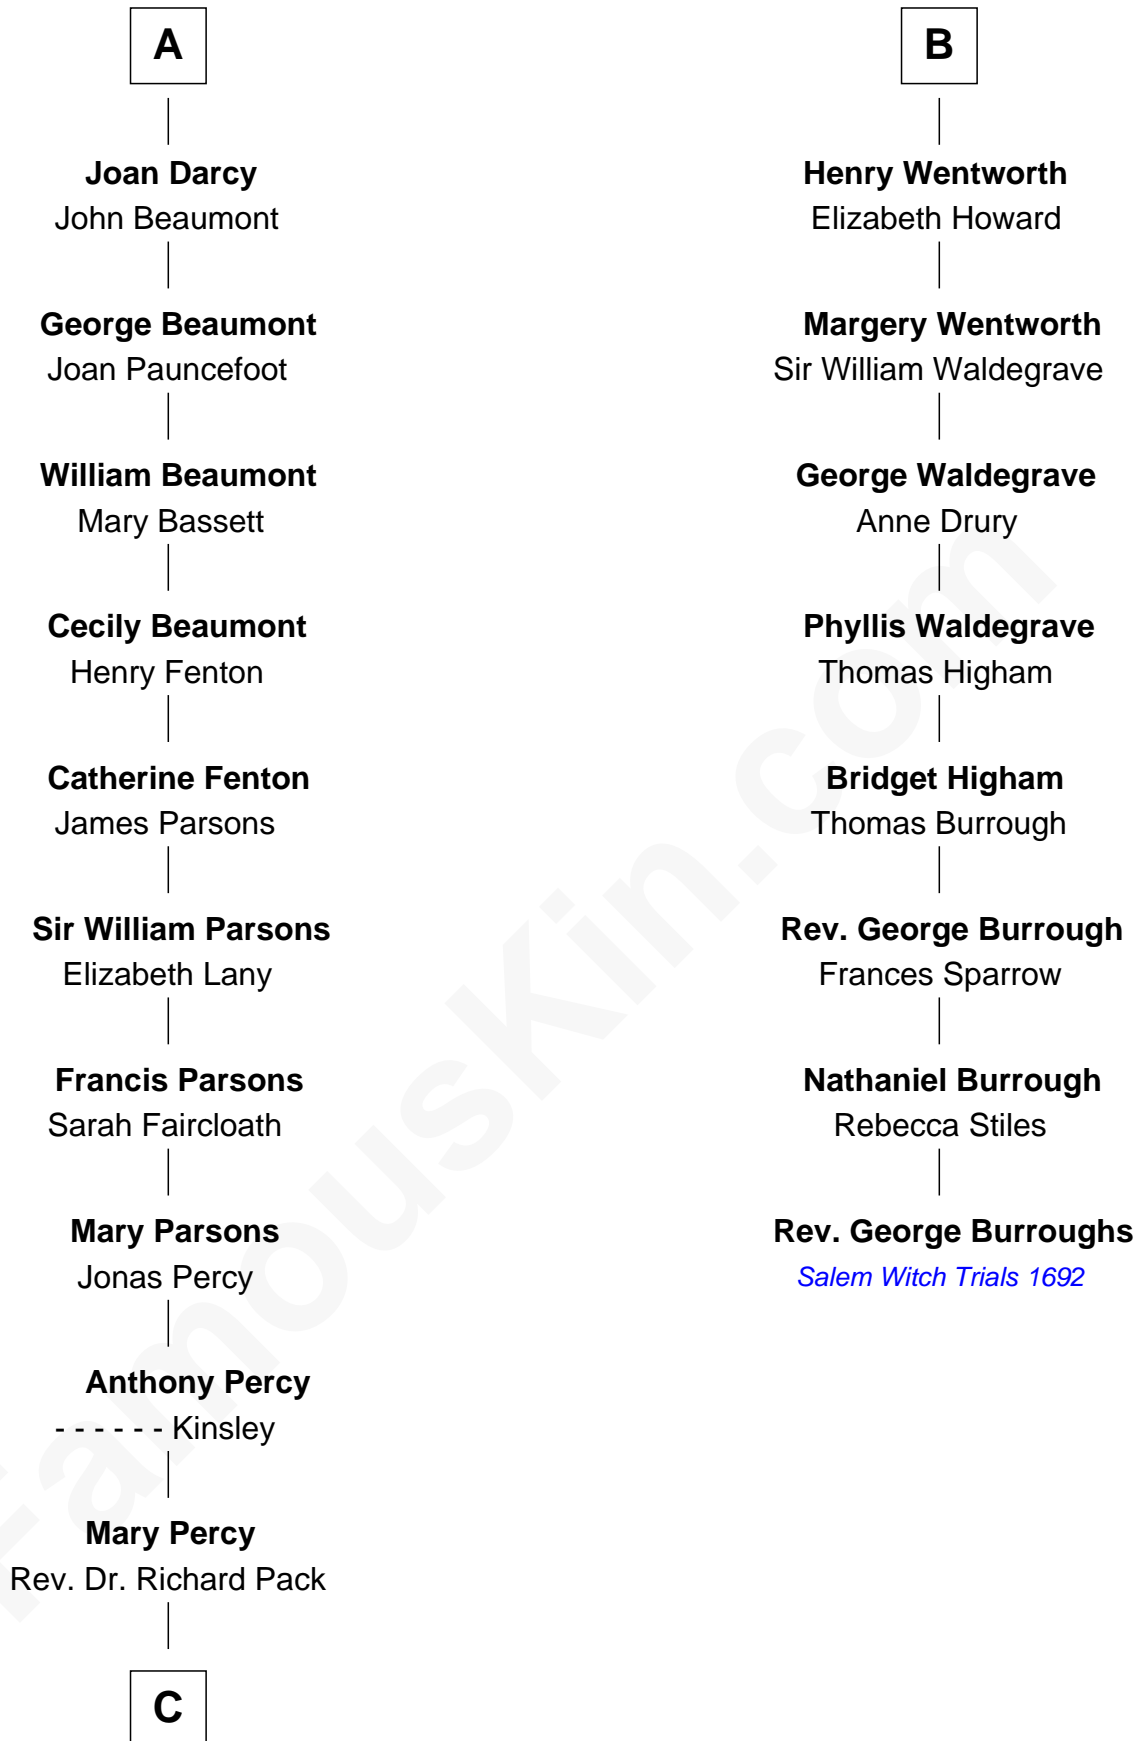 A
Joan Darcy
John Beaumont
George Beaumont
Joan Pauncefoot
William Beaumont
Mary Bassett
Cecily Beaumont
Henry Fenton
Catherine Fenton
James Parsons
Sir William Parsons
Elizabeth Lany
Francis Parsons
Sarah Faircloath
Mary Parsons
Jonas Percy
Anthony Percy
- - - - - - Kinsley
Mary Percy
Rev. Dr. Richard Pack
C
B
Henry Wentworth
Elizabeth Howard
Margery Wentworth
Sir William Waldegrave
George Waldegrave
Anne Drury
Phyllis Waldegrave
Thomas Higham
Bridget Higham
Thomas Burrough
Rev. George Burrough
Frances Sparrow
Nathaniel Burrough
Rebecca Stiles
Rev. George Burroughs
Salem Witch Trials 1692
FamousKin.com